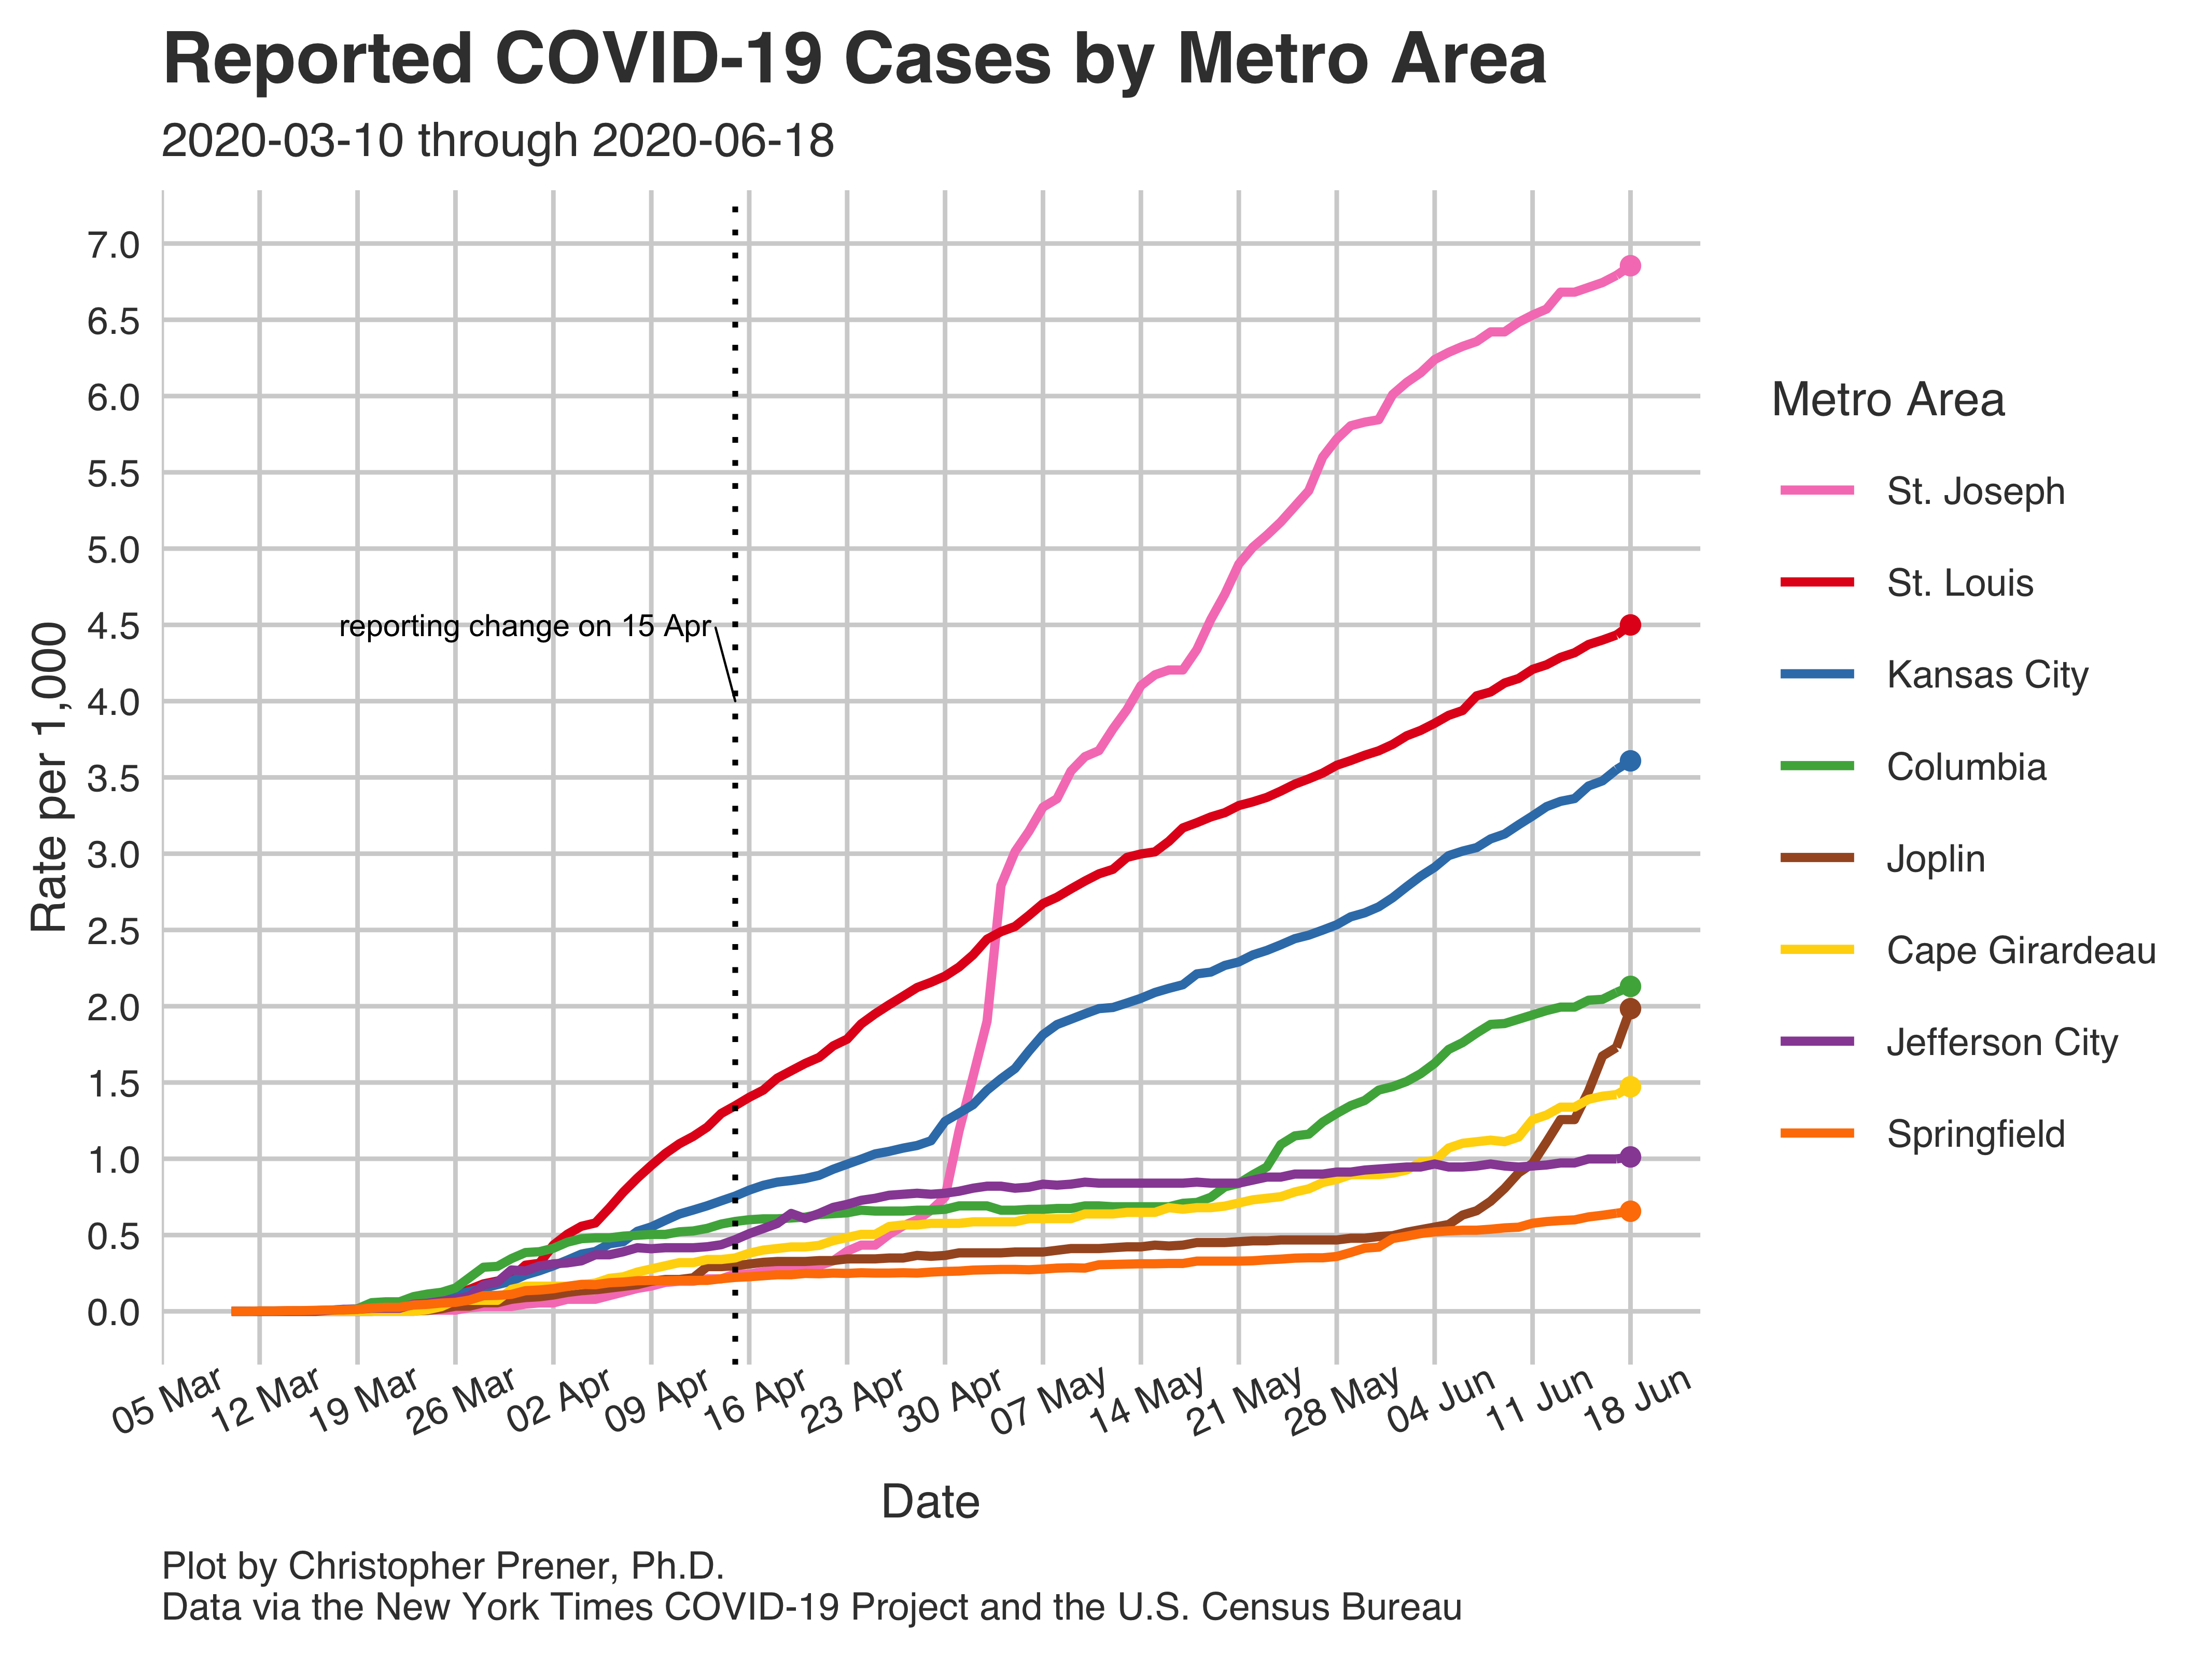 Reported COVID-19 Cases by Metro Area
2020-03-10 through 2020-06-18
Rate per 1,000
7.0
6.5
6.0
5.5
5.0
4.5
4.0
3.5
3.0
2.5
2.0
1.5
1.0
0.5
0.0
reporting change on 15 Apr
05 Mar
12 Mar
19 Mar
26 Mar
02 Apr
09 Apr
16 Apr
23 Apr
30 Apr
07 May
14 May
21 May
28 May
04 Jun
11 Jun
18 Jun
Date
Metro Area
St. Joseph
St. Louis
Kansas City
Columbia
Joplin
Cape Girardeau
Jefferson City
Springfield
Plot by Christopher Prener, Ph.D.
Data via the New York Times COVID-19 Project and the U.S. Census Bureau